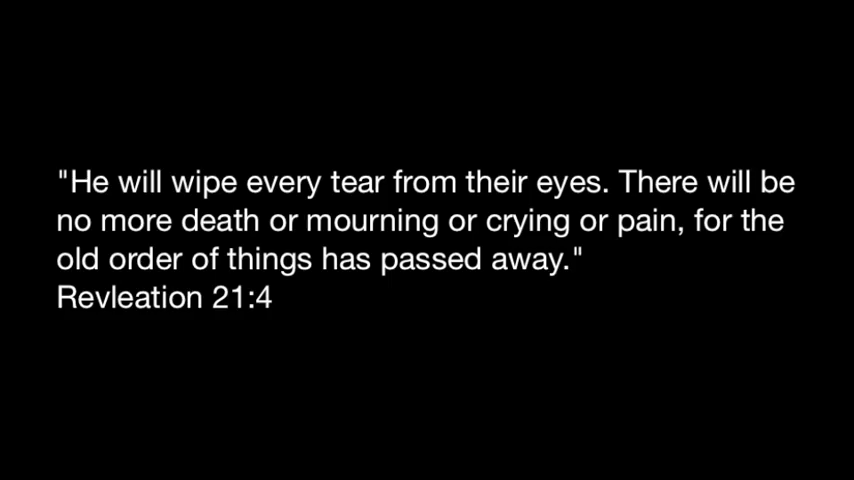 "He will wipe every tear from their eyes. There will be
no more death or mourning or crying or pain, for the
old order of things has passed away."
Revleation 21:4